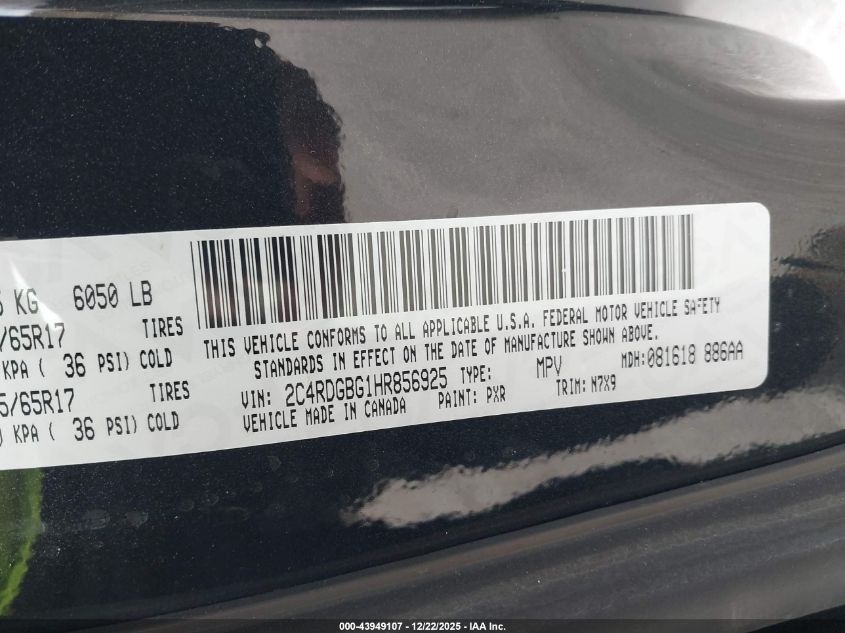 5 KG 6050 LB
/65R17 TIRES
KPA ( 36 PSI) COLD
5/65R17 TIRES
) KPA ( 36 PSI) COLD
THIS VEHICLE CONFORMS TO ALL APPLICABLE U.S.A. FEDERAL MOTOR VEHICLE SAFETY
STANDARDS IN EFFECT ON THE DATE OF MANUFACTURE SHOWN ABOVE.
VIN: 2C4RDGBG1HR856925 TYPE: MPV MDH:081618 886AA
VEHICLE MADE IN CANADA PAINT: PXR TRIM: N7X9
000-43949107 - 12/22/2025 - IAA Inc.